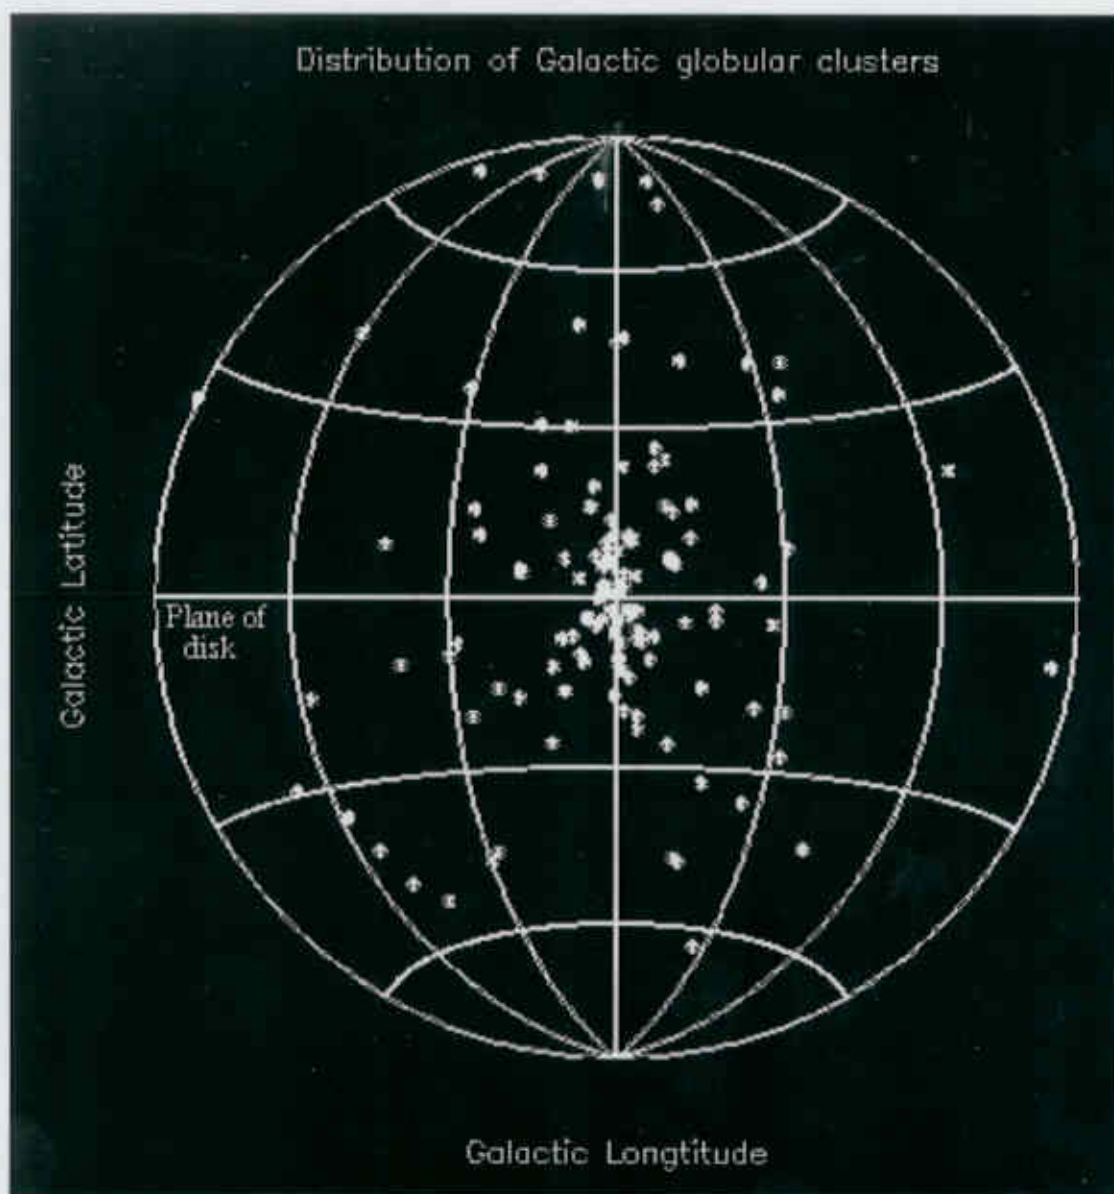 Distribution of Galactic globular clusters
Galactic Latitude
Plane of
disk
Galactic Longtitude